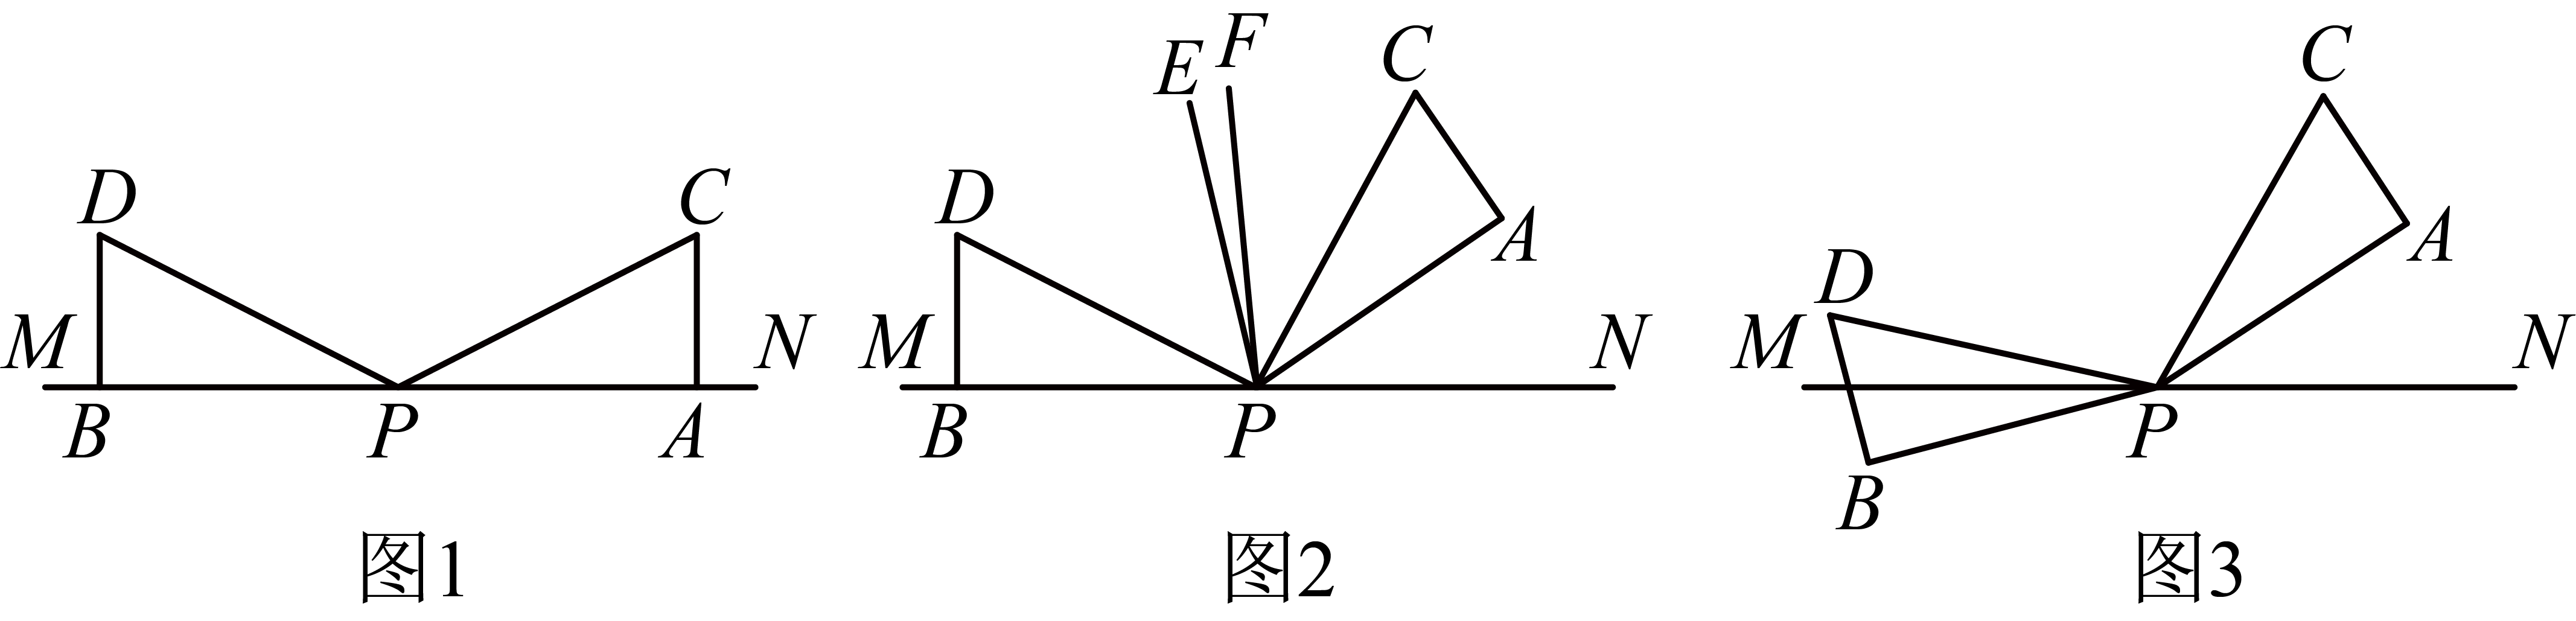 D C M N B P A
E F C D A M N B P
C D A M N P B
图1 图2 图3